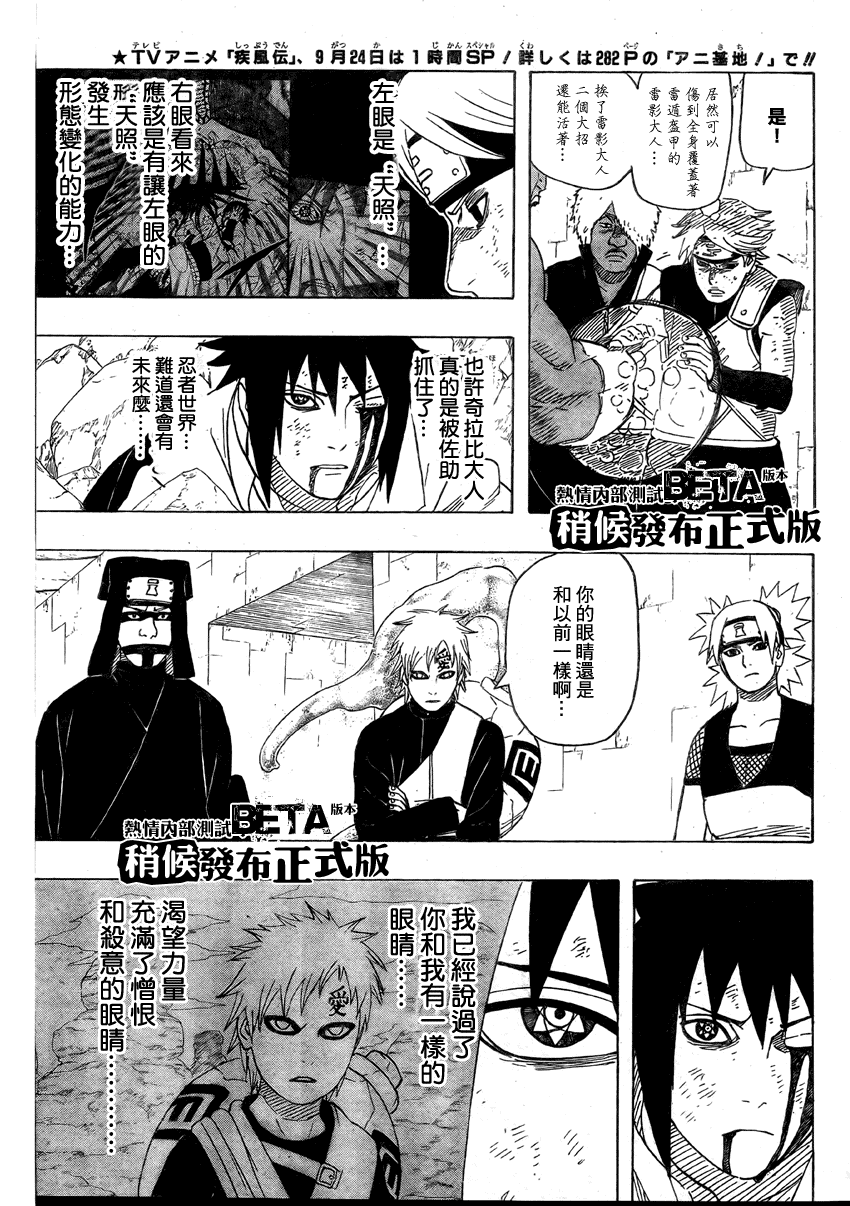 ★TVアニメ「疾風伝」、9月24日は1時間SP!詳しくは282Pの「アニ基地!」で!!
是!
居然可以
傷到全身覆蓋著
雷遁盔甲的
雷影大人…
挨了雷影大人
二個大招
還能活著…
左眼是“天照”…
右眼看來
應該是有讓左眼的
“天照”
發生
形態變化的能力…
也許奇拉比大人
真的是被佐助
抓住了…
忍者世界…
難道還會有
未來麼……
熱情內部測試BETA版本
稍候發布正式版
你的眼睛還是
和以前一樣啊…
愛
熱情內部測試BETA版本
稍候發布正式版
我已經說過了
你和我有一樣的
眼睛……
渴望力量
充滿了憎恨
和殺意的眼睛…………
愛